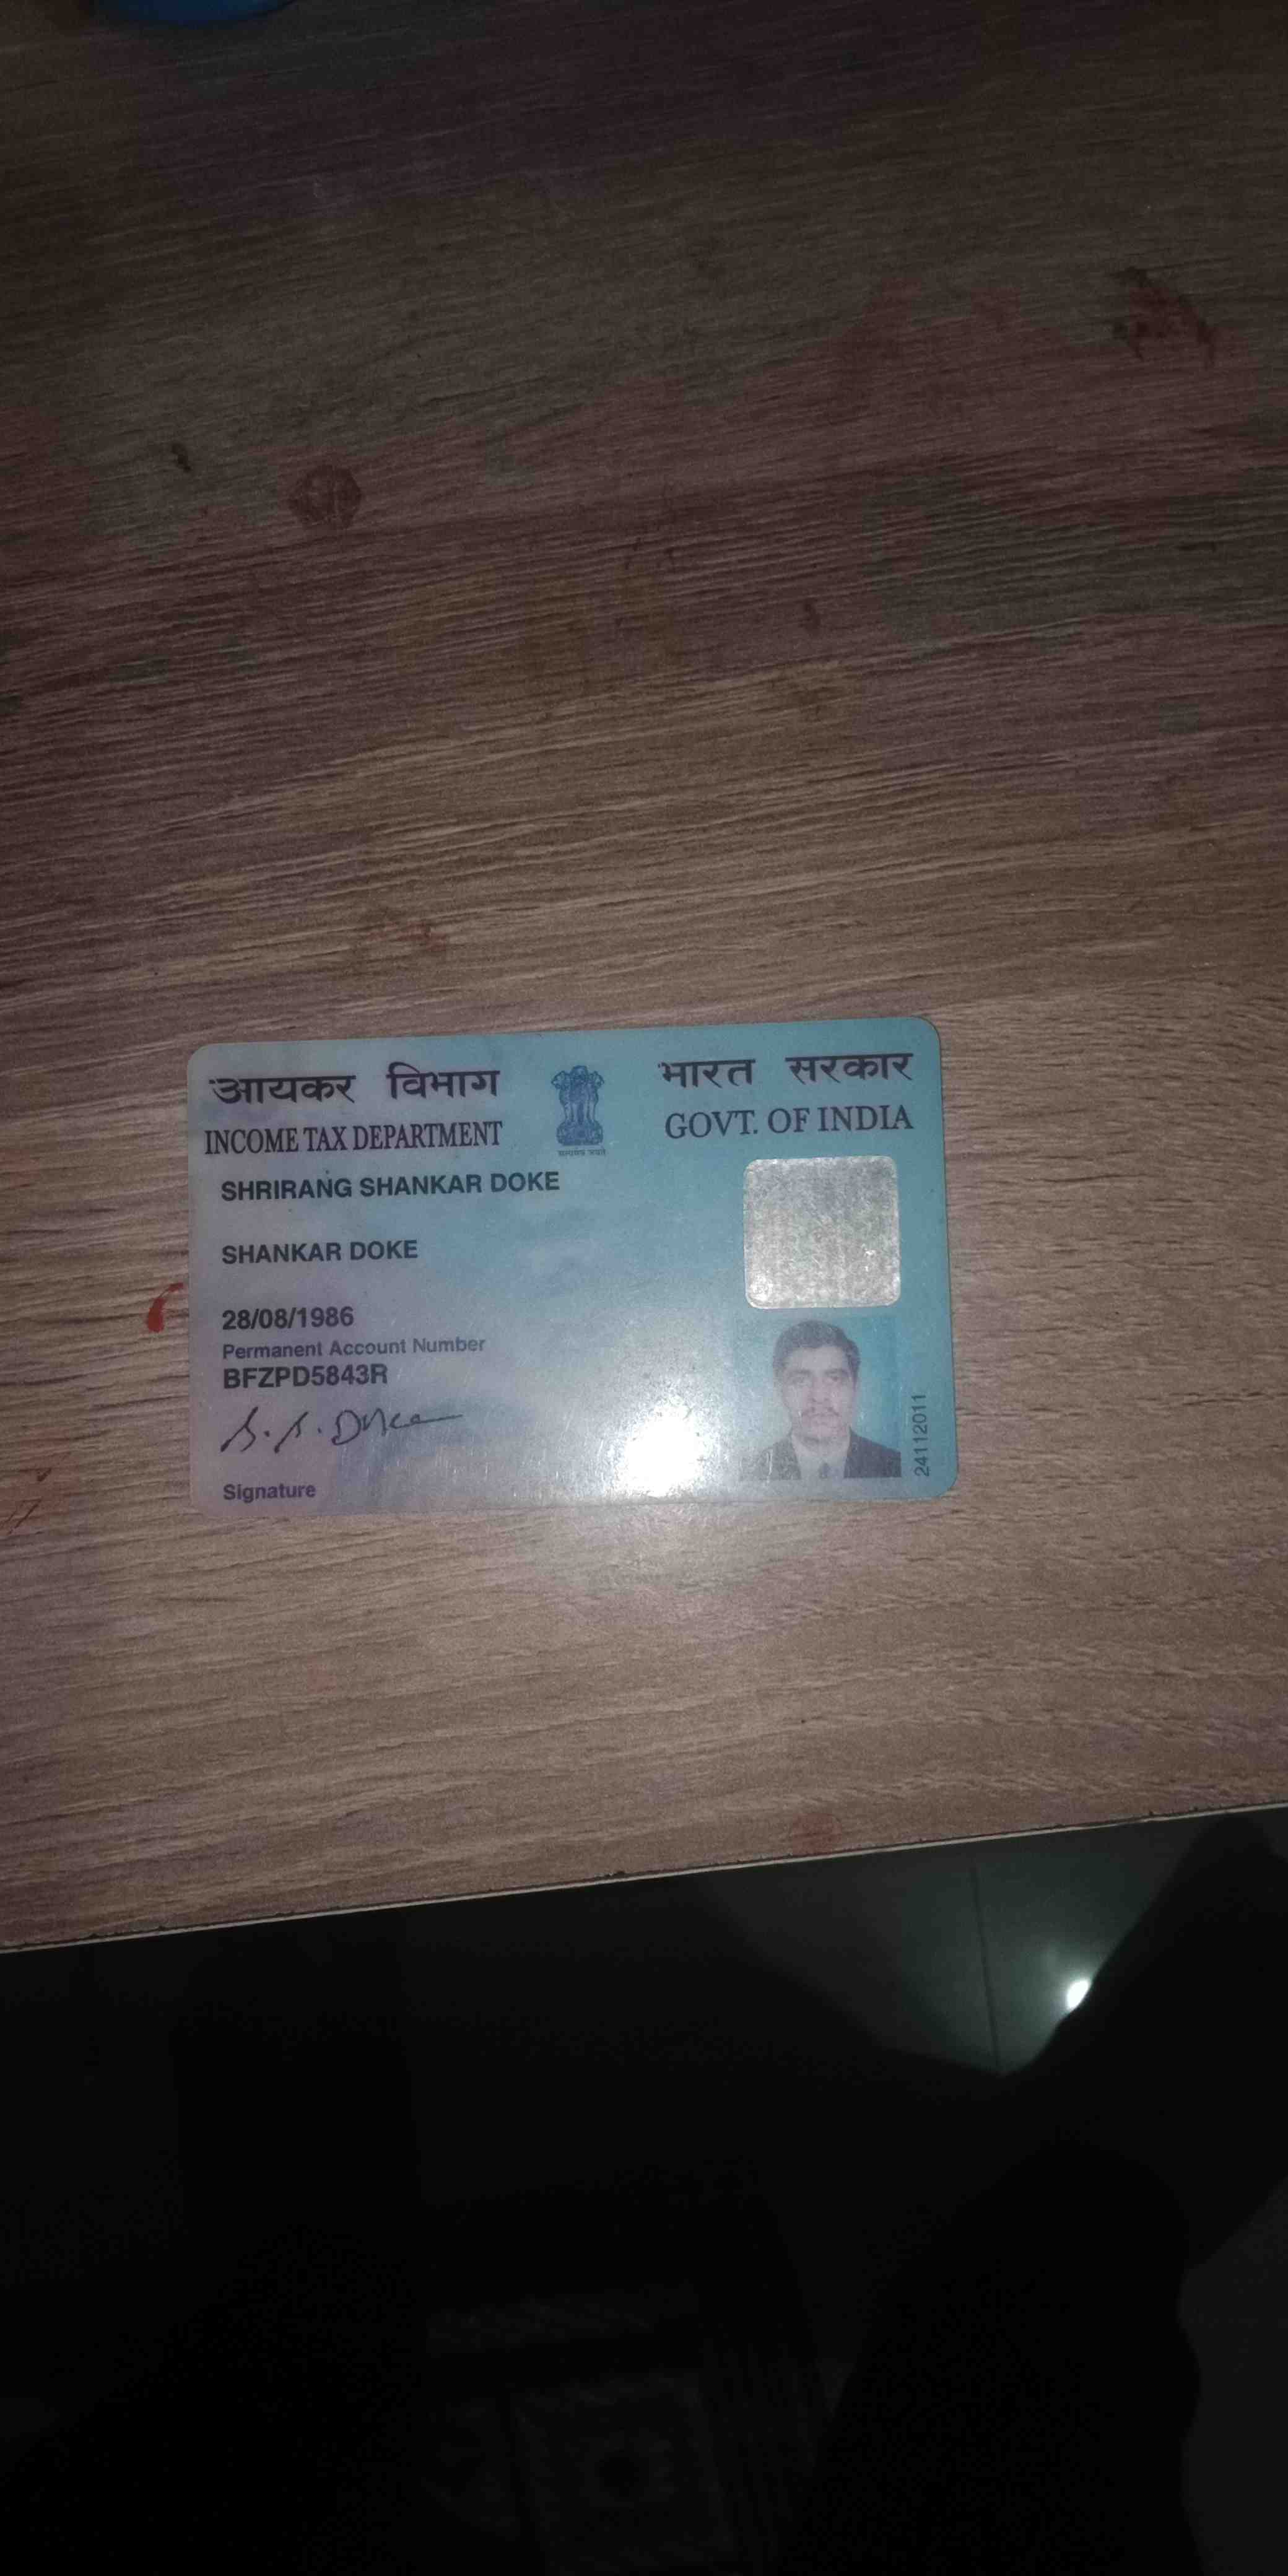 आयकर विभाग
INCOME TAX DEPARTMENT
भारत सरकार
GOVT. OF INDIA
सत्यमेव जयते
SHRIRANG SHANKAR DOKE
SHANKAR DOKE
28/08/1986
Permanent Account Number
BFZPD5843R
S. S. Doke
Signature
24112011